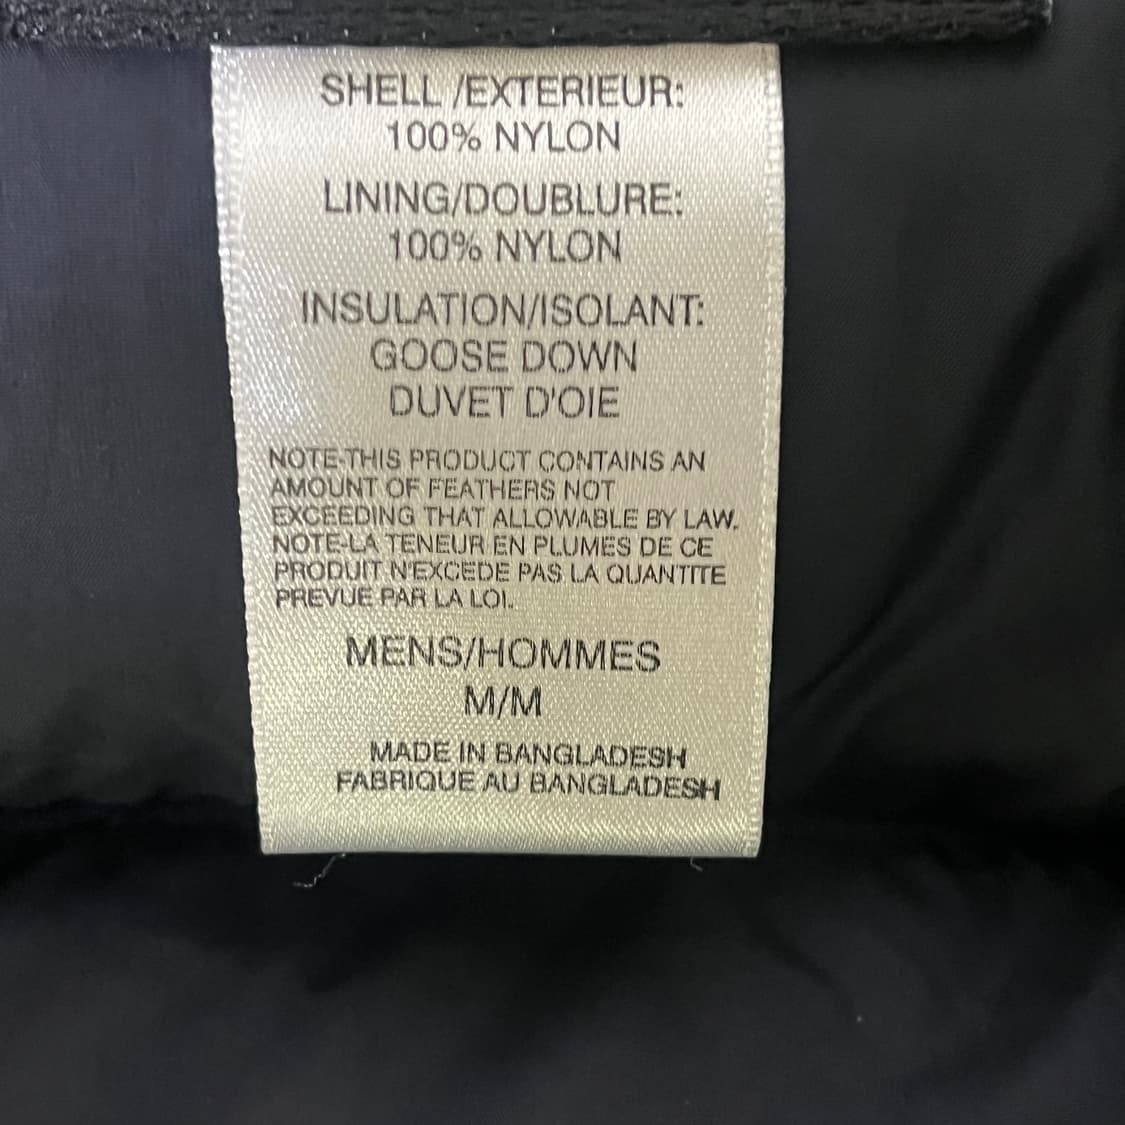 SHELL /EXTERIEUR:
100% NYLON
LINING/DOUBLURE:
100% NYLON
INSULATION/ISOLANT:
GOOSE DOWN
DUVET D'OIE
NOTE-THIS PRODUCT CONTAINS AN
AMOUNT OF FEATHERS NOT
EXCEEDING THAT ALLOWABLE BY LAW.
NOTE-LA TENEUR EN PLUMES DE CE
PRODUIT N'EXCEDE PAS LA QUANTITE
PREVUE PAR LA LOI.
MENS/HOMMES
M/M
MADE IN BANGLADESH
FABRIQUE AU BANGLADESH